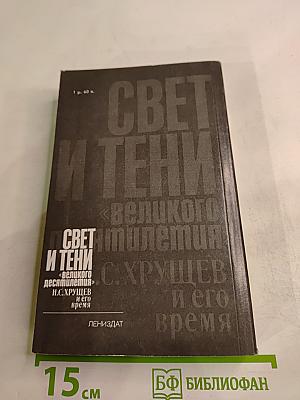 1 р. 60 к.
СВЕТ
И ТЕНИ
«великого
десятилетия
Н.С.ХРУЩЕВ
и его
время
СВЕТ
И ТЕНИ
«великого
десятилетия»
Н.С.ХРУЩЕВ
и его
время
ЛЕНИЗДАТ
15 см
БФ БИБЛИОФАН